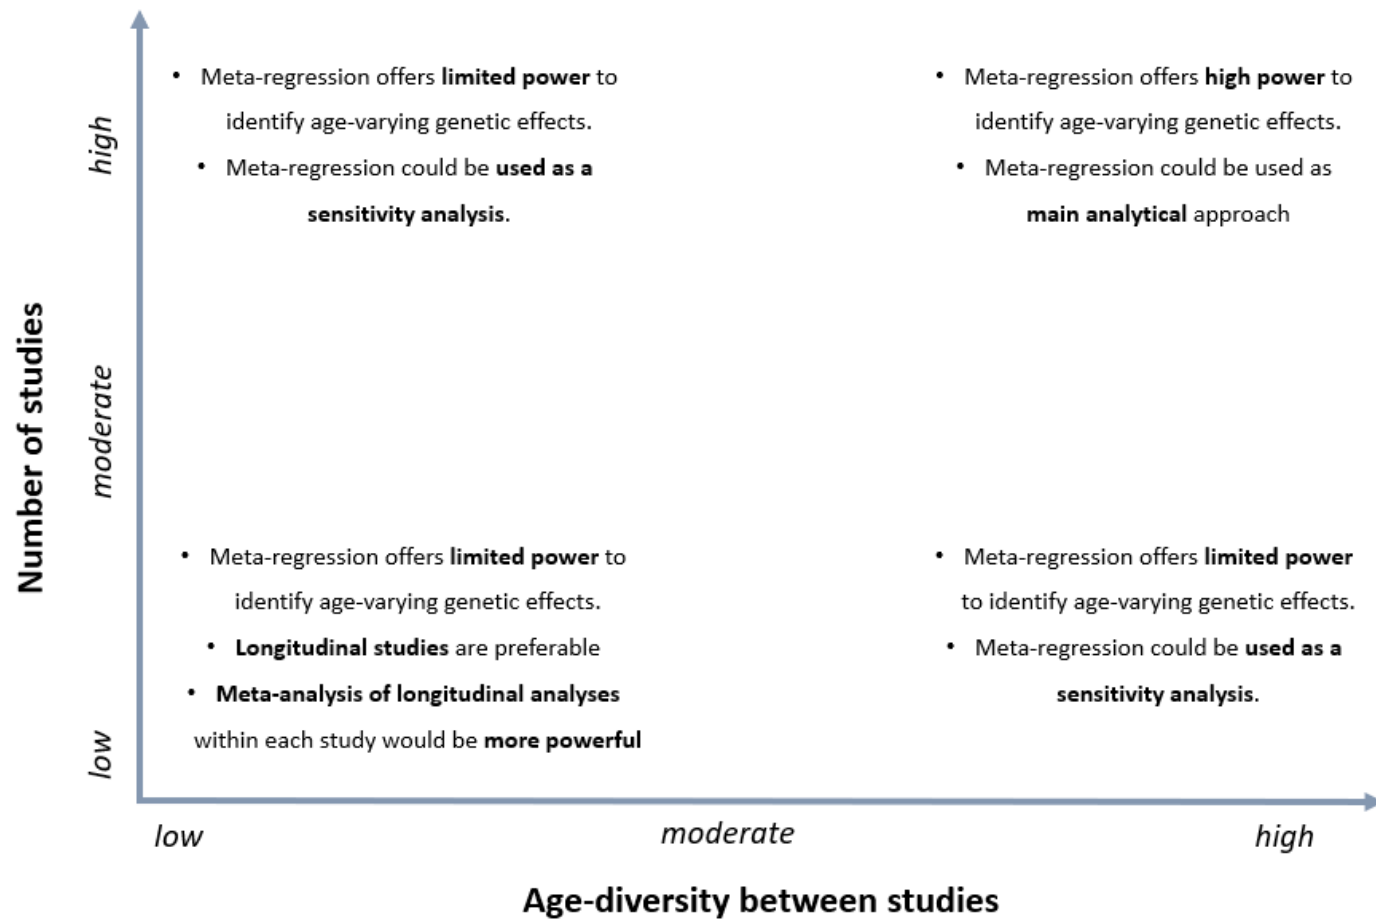 • Meta-regression offers limited power to
identify age-varying genetic effects.
• Meta-regression could be used as a
sensitivity analysis.
• Meta-regression offers high power to
identify age-varying genetic effects.
• Meta-regression could be used as
main analytical approach
Number of studies
high
moderate
low
• Meta-regression offers limited power to
identify age-varying genetic effects.
• Longitudinal studies are preferable
• Meta-analysis of longitudinal analyses
within each study would be more powerful
• Meta-regression offers limited power
to identify age-varying genetic effects.
• Meta-regression could be used as a
sensitivity analysis.
low
moderate
high
Age-diversity between studies